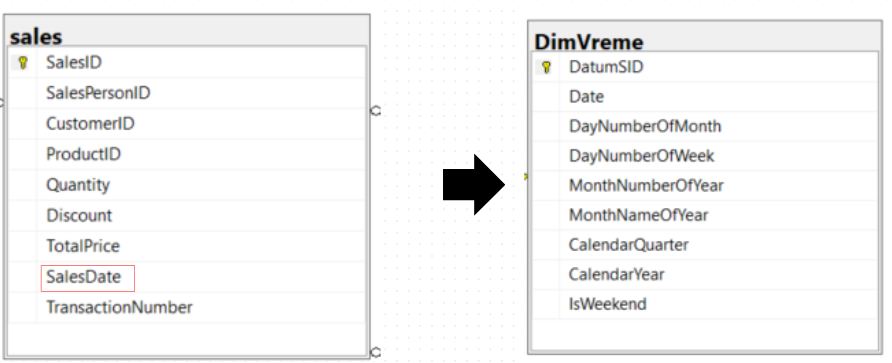 sales
SalesID
SalesPersonID
CustomerID
ProductID
Quantity
Discount
TotalPrice
SalesDate
TransactionNumber
DimVreme
DatumSID
Date
DayNumberOfMonth
DayNumberOfWeek
MonthNumberOfYear
MonthNameOfYear
CalendarQuarter
CalendarYear
IsWeekend